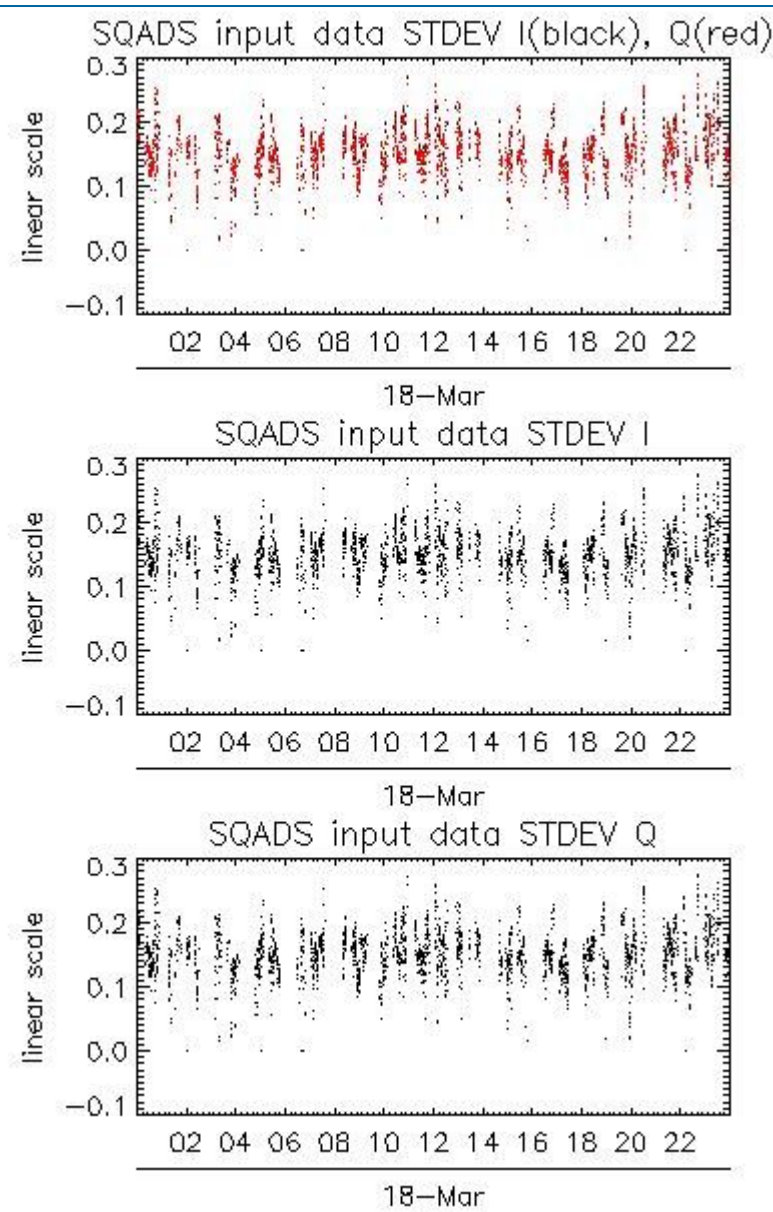 SQADS input data STDEV I(black), Q(red)
linear scale
0.3
0.2
0.1
0.0
−0.1
02 04 06 08 10 12 14 16 18 20 22
18−Mar
SQADS input data STDEV I
linear scale
0.3
0.2
0.1
0.0
−0.1
02 04 06 08 10 12 14 16 18 20 22
18−Mar
SQADS input data STDEV Q
linear scale
0.3
0.2
0.1
0.0
−0.1
02 04 06 08 10 12 14 16 18 20 22
18−Mar